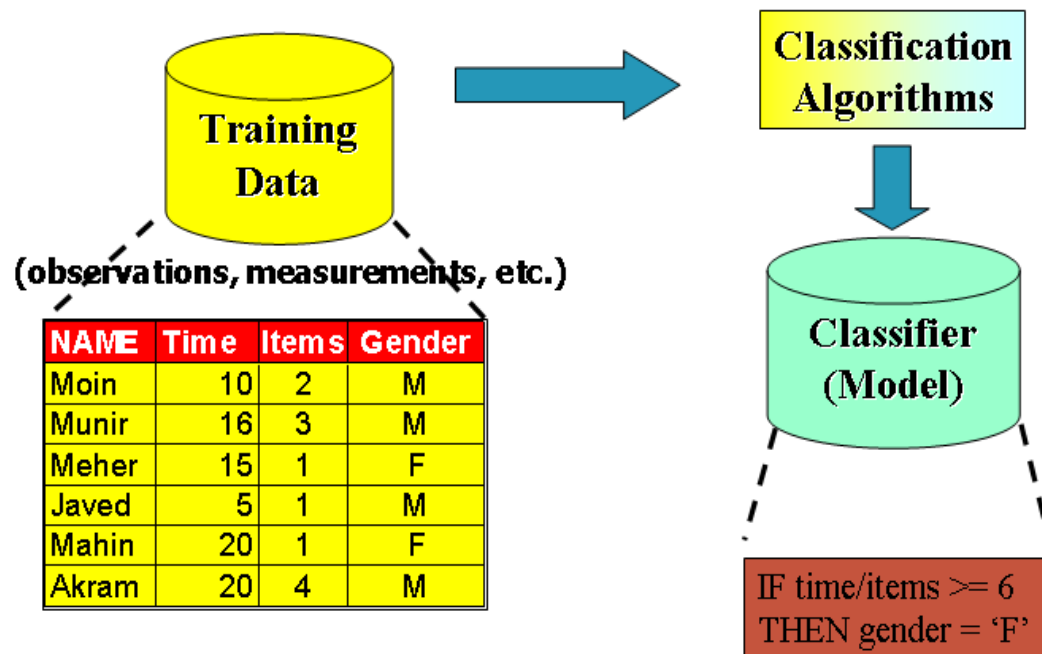 Training
Data
Classification
Algorithms
(observations, measurements, etc.)
NAME Time Items Gender
Moin 10 2 M
Munir 16 3 M
Meher 15 1 F
Javed 5 1 M
Mahin 20 1 F
Akram 20 4 M
Classifier
(Model)
IF time/items >= 6
THEN gender = ‘F’